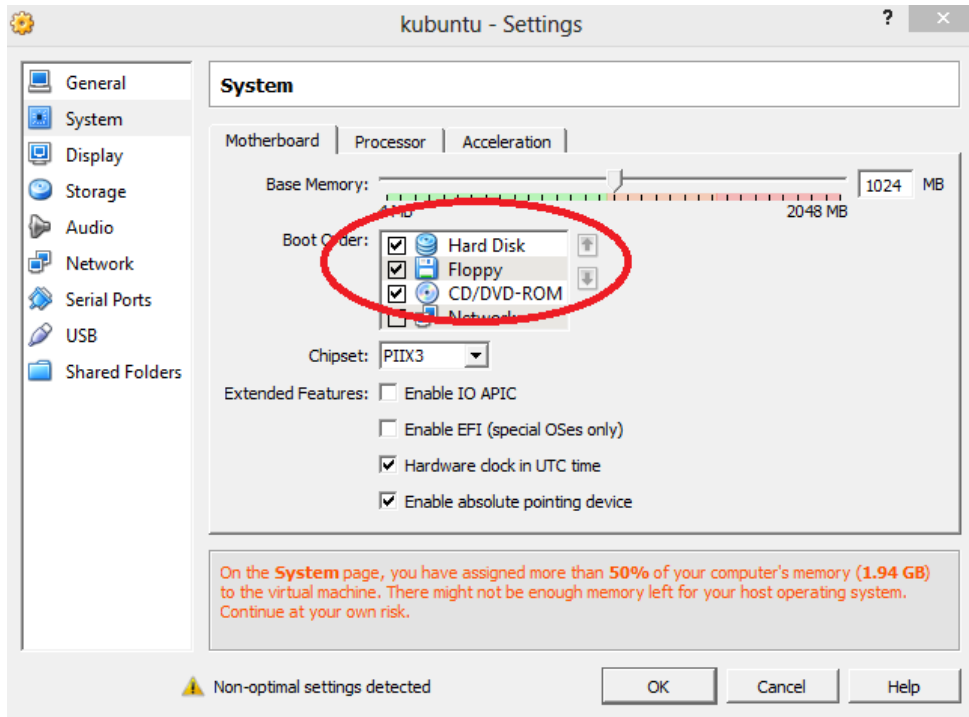 kubuntu - Settings
?
General
System
Display
Storage
Audio
Network
Serial Ports
USB
Shared Folders
System
Motherboard Processor Acceleration
Base Memory: 1024 MB
4 MB 2048 MB
Boot Order: Hard Disk
Floppy
CD/DVD-ROM
Network
Chipset: PIIX3
Extended Features: Enable IO APIC
Enable EFI (special OSes only)
Hardware clock in UTC time
Enable absolute pointing device
On the System page, you have assigned more than 50% of your computer's memory (1.94 GB)
to the virtual machine. There might not be enough memory left for your host operating system.
Continue at your own risk.
Non-optimal settings detected OK Cancel Help